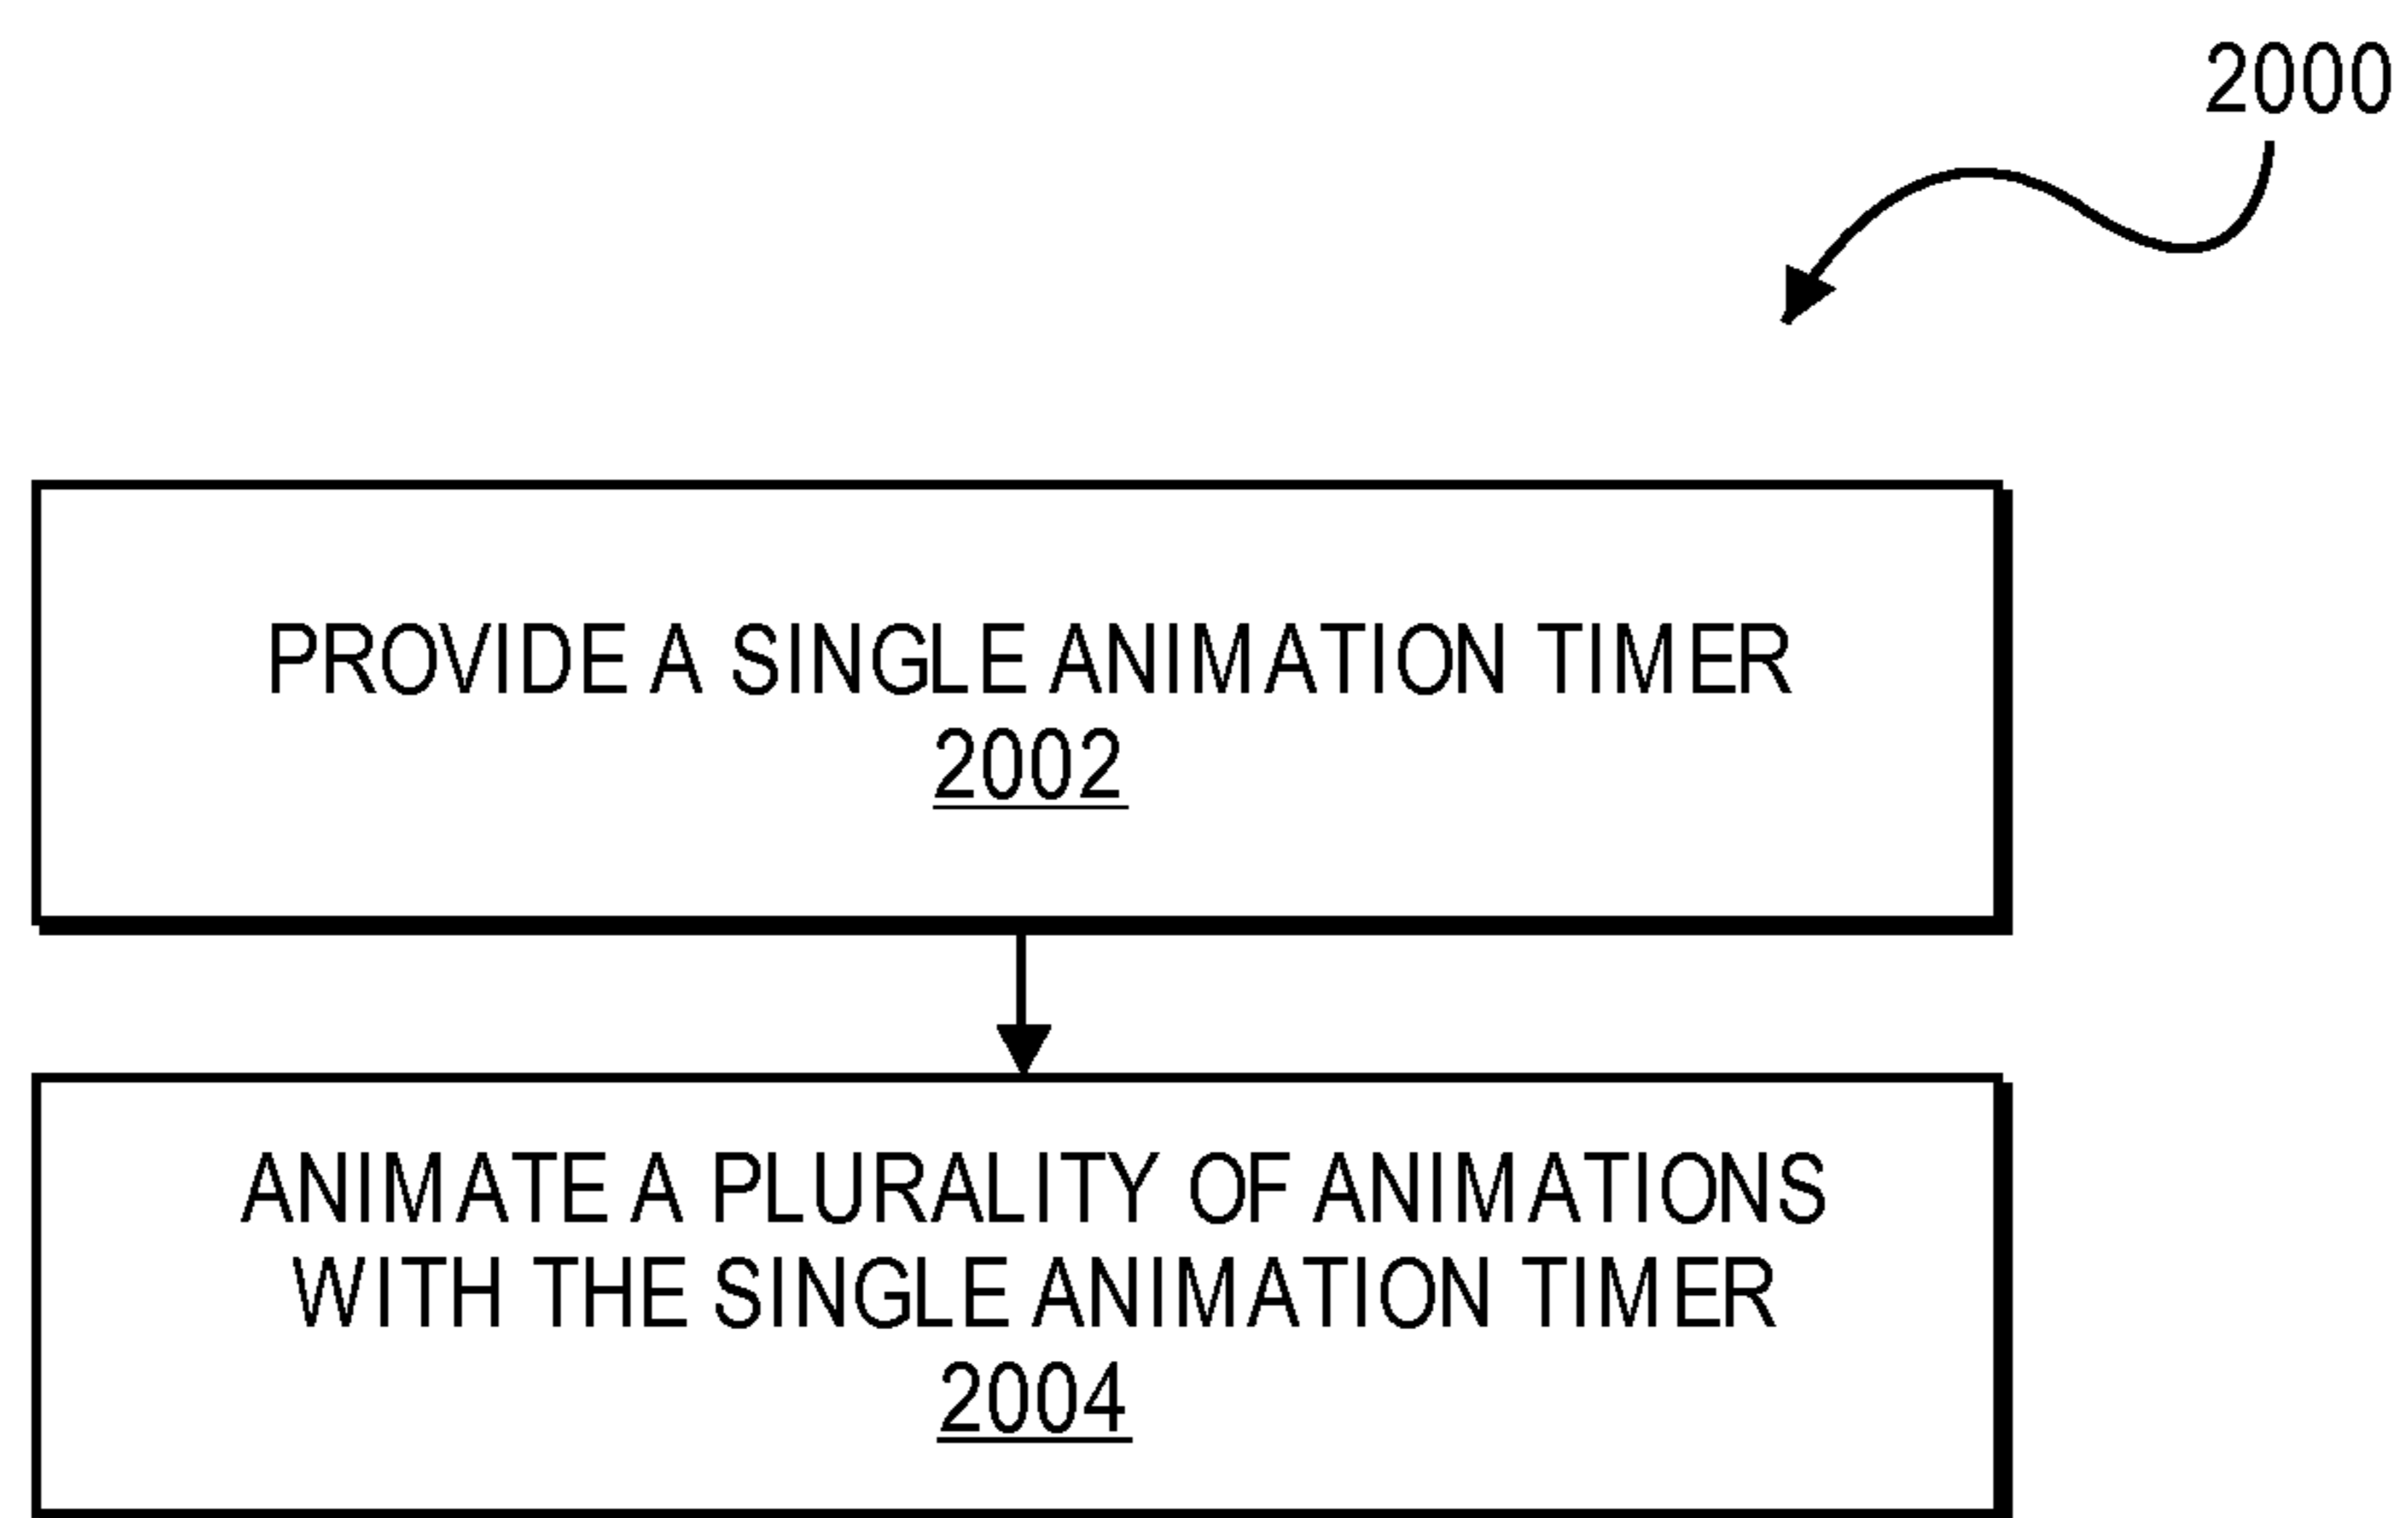 2000
PROVIDE A SINGLE ANIMATION TIMER
2002
ANIMATE A PLURALITY OF ANIMATIONS
WITH THE SINGLE ANIMATION TIMER
2004